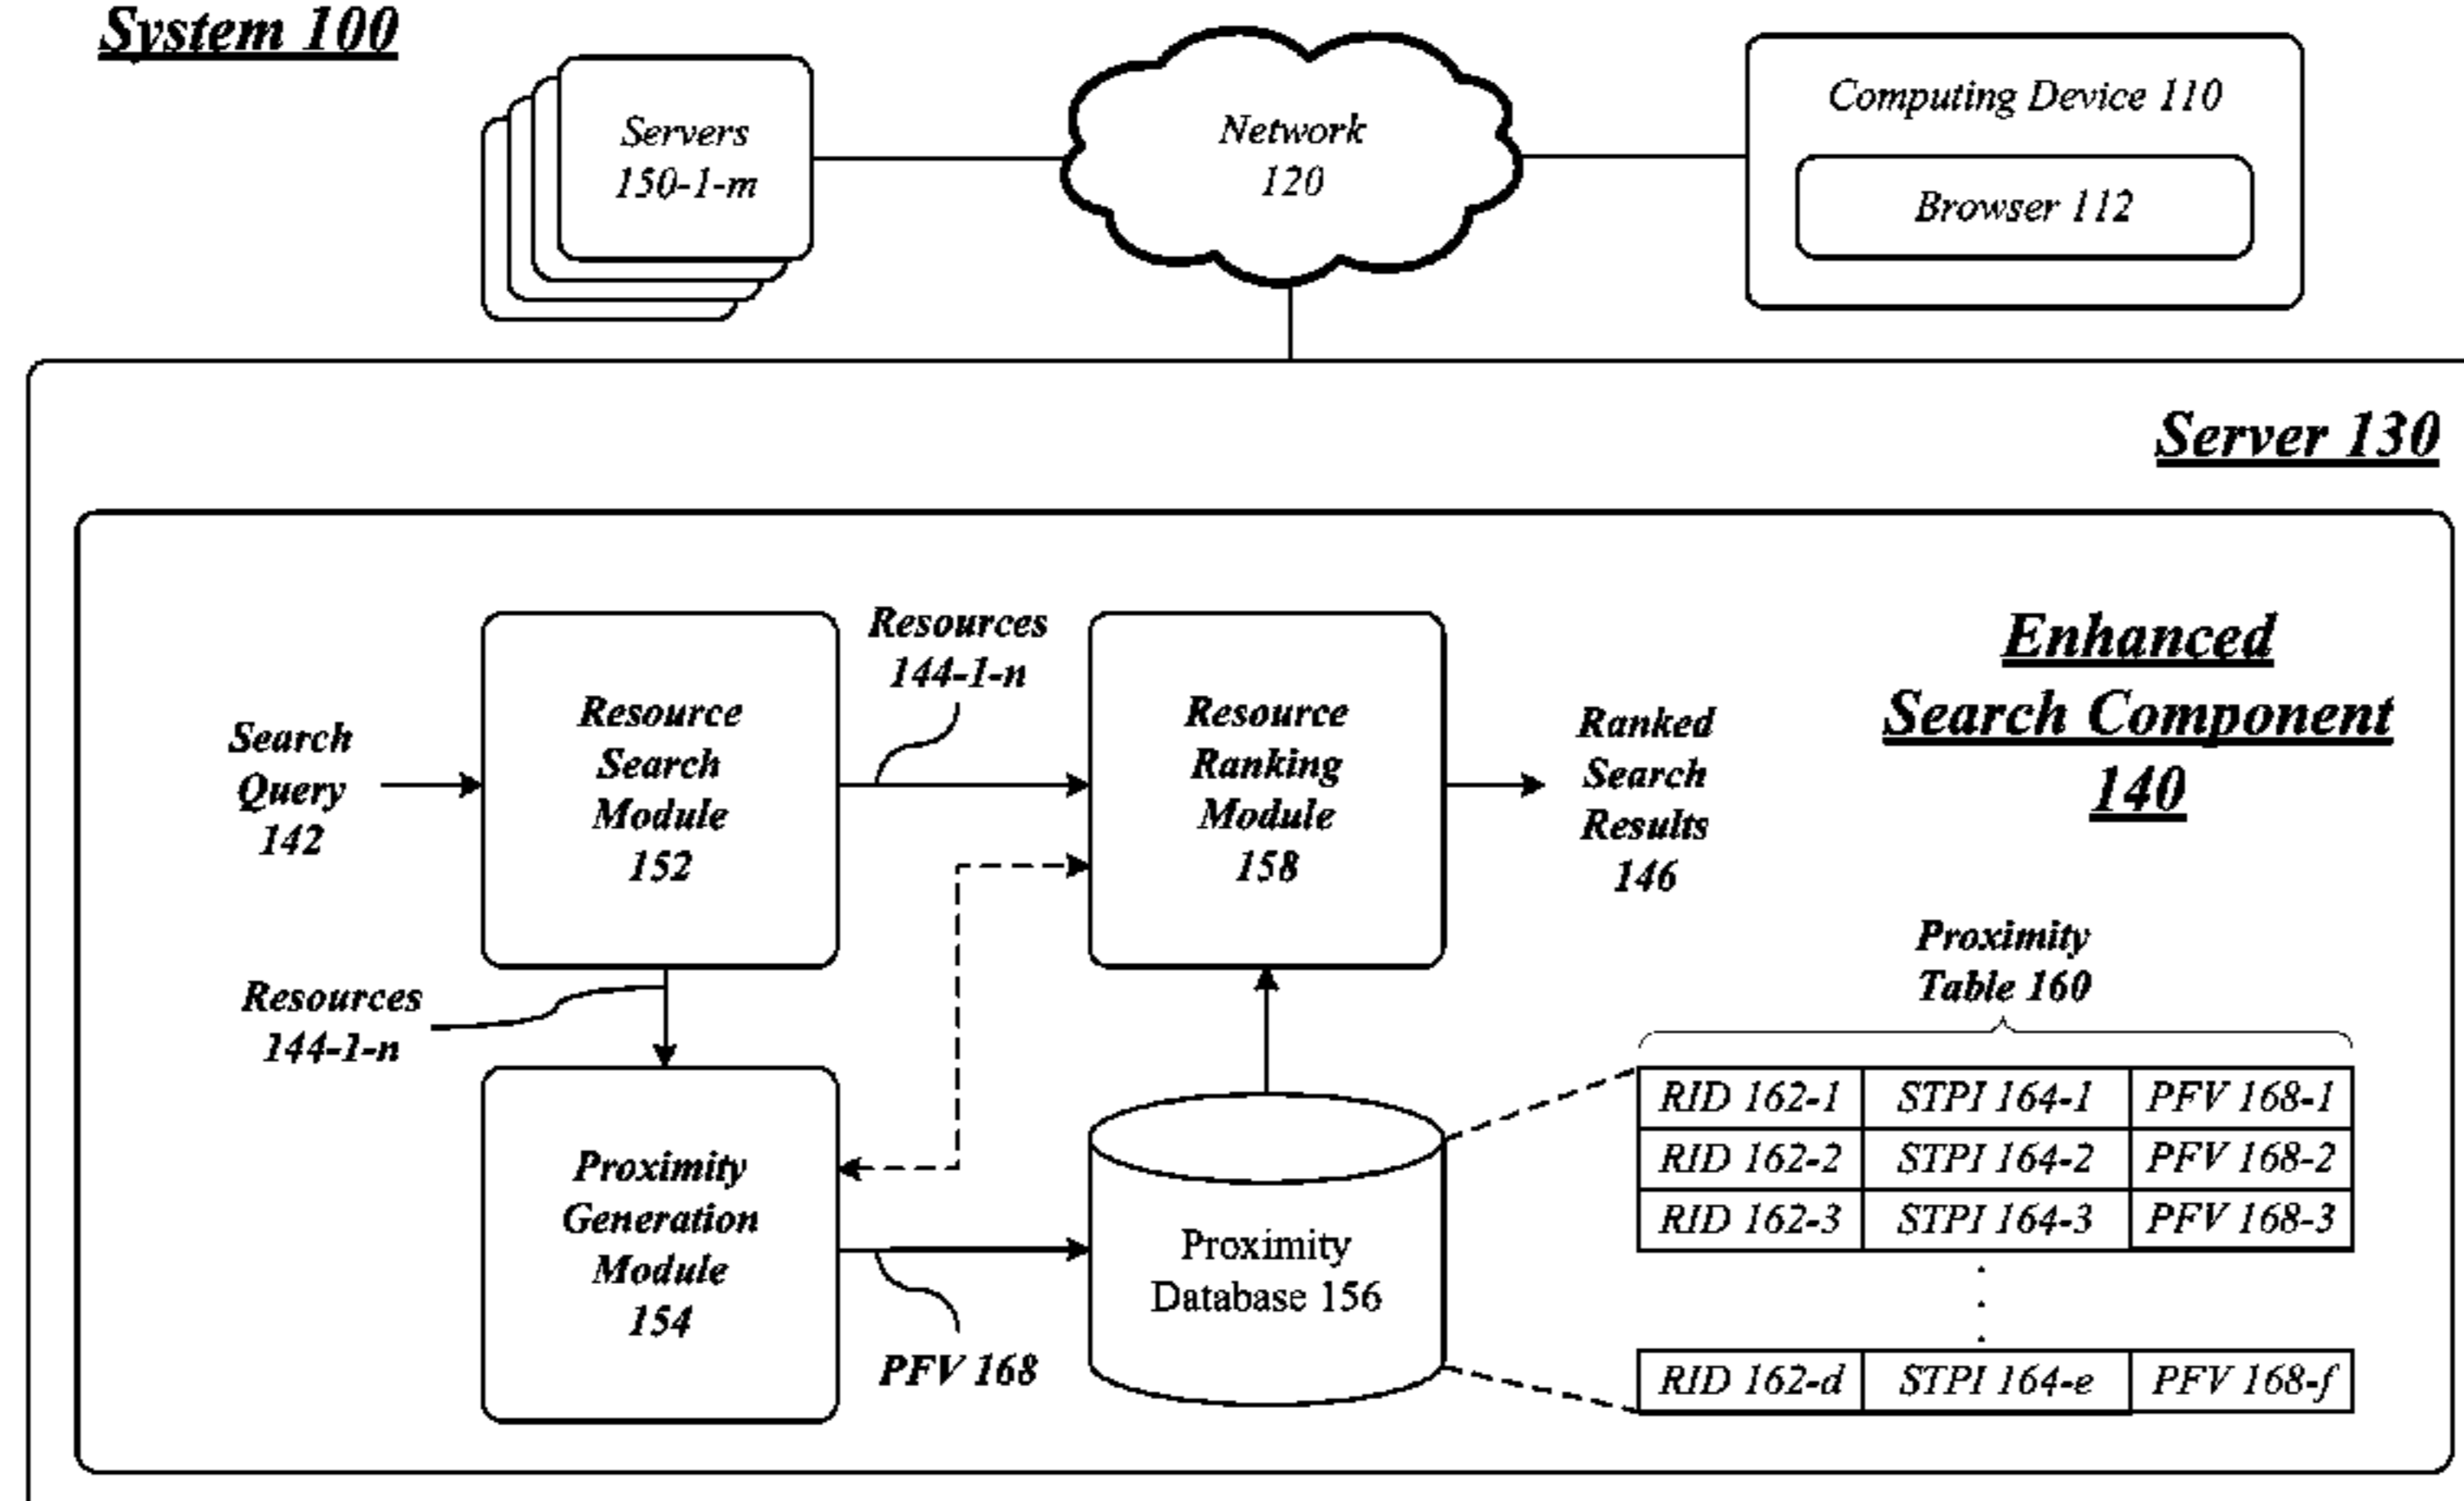 System 100
Servers
150-1-m
Network
120
Computing Device 110
Browser 112
Server 130
Enhanced
Search Component
140
Search
Query
142
Resource
Search
Module
152
Resources
144-1-n
Resource
Ranking
Module
158
Ranked
Search
Results
146
Resources
144-1-n
Proximity
Generation
Module
154
PFV 168
Proximity
Database 156
Proximity
Table 160
RID 162-1 STPI 164-1 PFV 168-1
RID 162-2 STPI 164-2 PFV 168-2
RID 162-3 STPI 164-3 PFV 168-3
.
.
.
RID 162-d STPI 164-e PFV 168-f